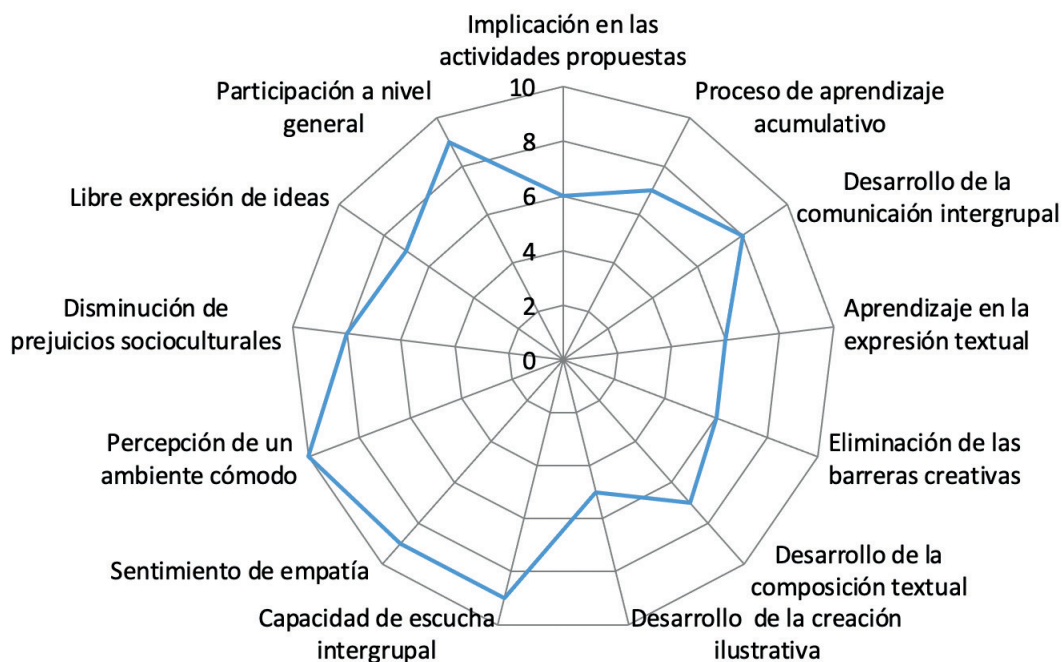 Implicación en las
actividades propuestas
Proceso de aprendizaje
acumulativo
Desarrollo de la
comunicaión intergrupal
Aprendizaje en la
expresión textual
Eliminación de las
barreras creativas
Desarrollo de la
composición textual
Desarrollo de la creación
ilustrativa
Capacidad de escucha
intergrupal
Sentimiento de empatía
Percepción de un
ambiente cómodo
Disminución de
prejuicios socioculturales
Libre expresión de ideas
Participación a nivel
general
10
8
6
4
2
0